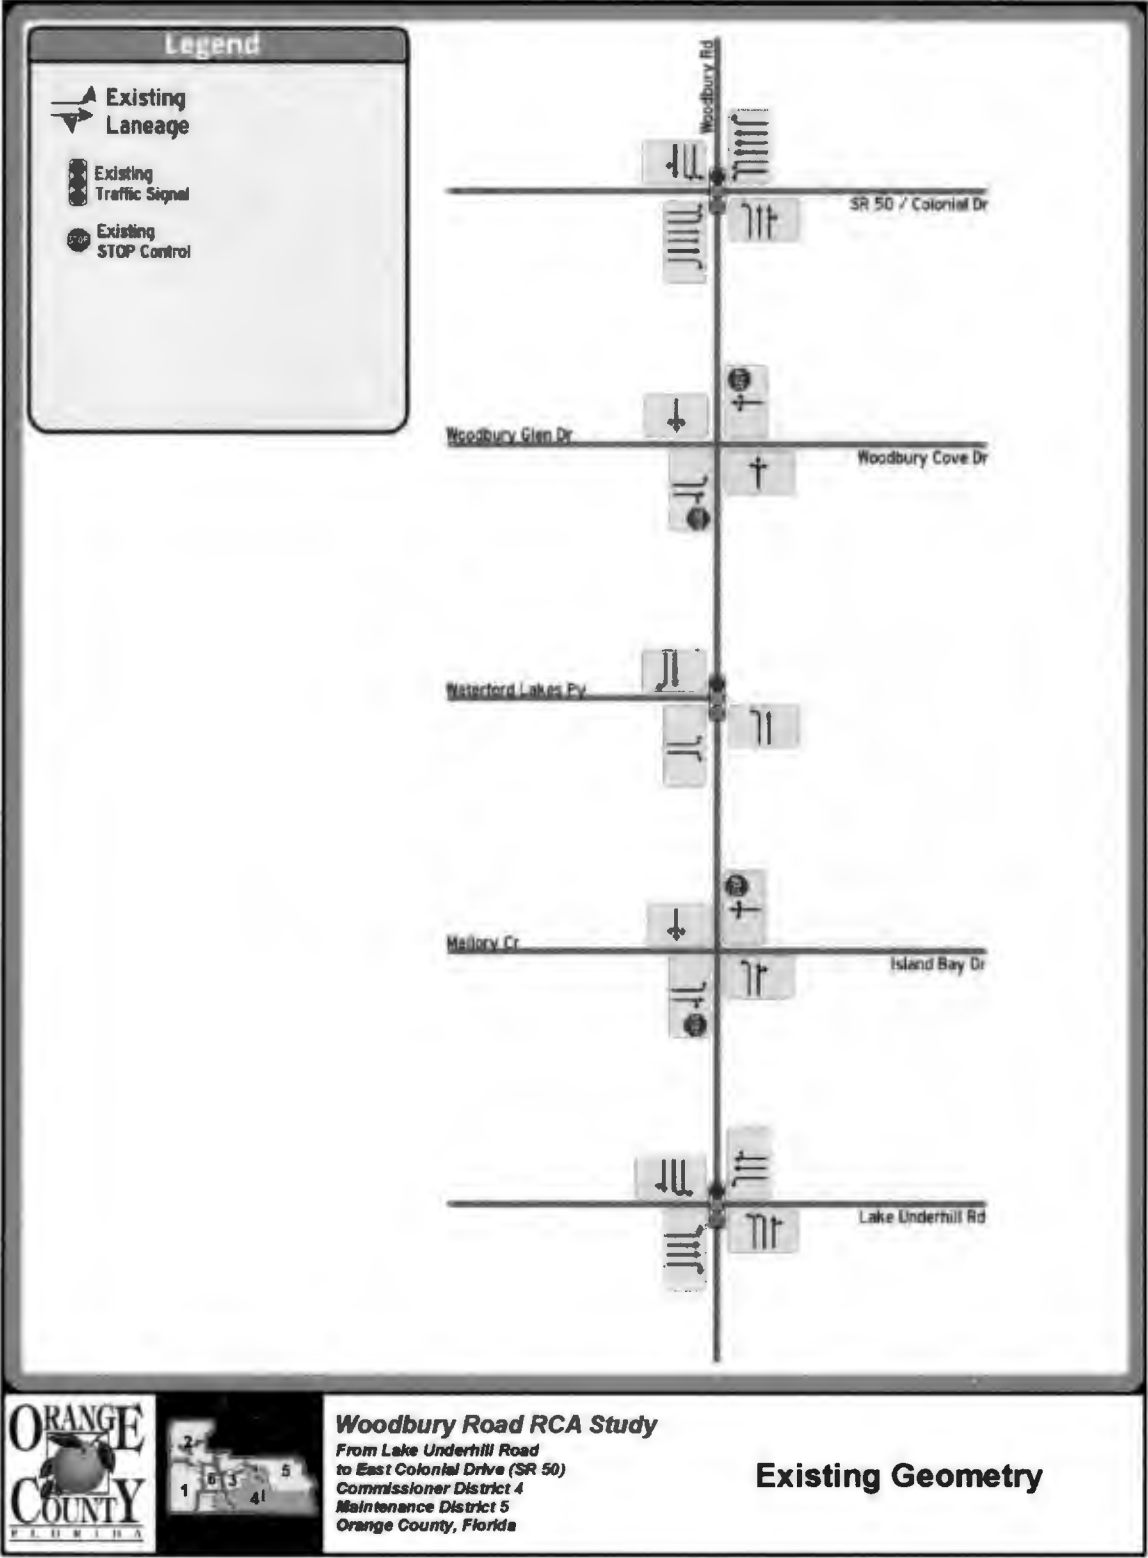 Legend
Existing
Laneage
Existing
Traffic Signal
STOP
Existing
STOP Control
Woodbury Rd
SR 50 / Colonial Dr
Woodbury Glen Dr
Woodbury Cove Dr
Waterford Lakes Py
Mallory Cr
Island Bay Dr
Lake Underhill Rd
ORANGE
COUNTY
FLORIDA
2
1
6
3
5
4
Woodbury Road RCA Study
From Lake Underhill Road
to East Colonial Drive (SR 50)
Commissioner District 4
Maintenance District 5
Orange County, Florida
Existing Geometry